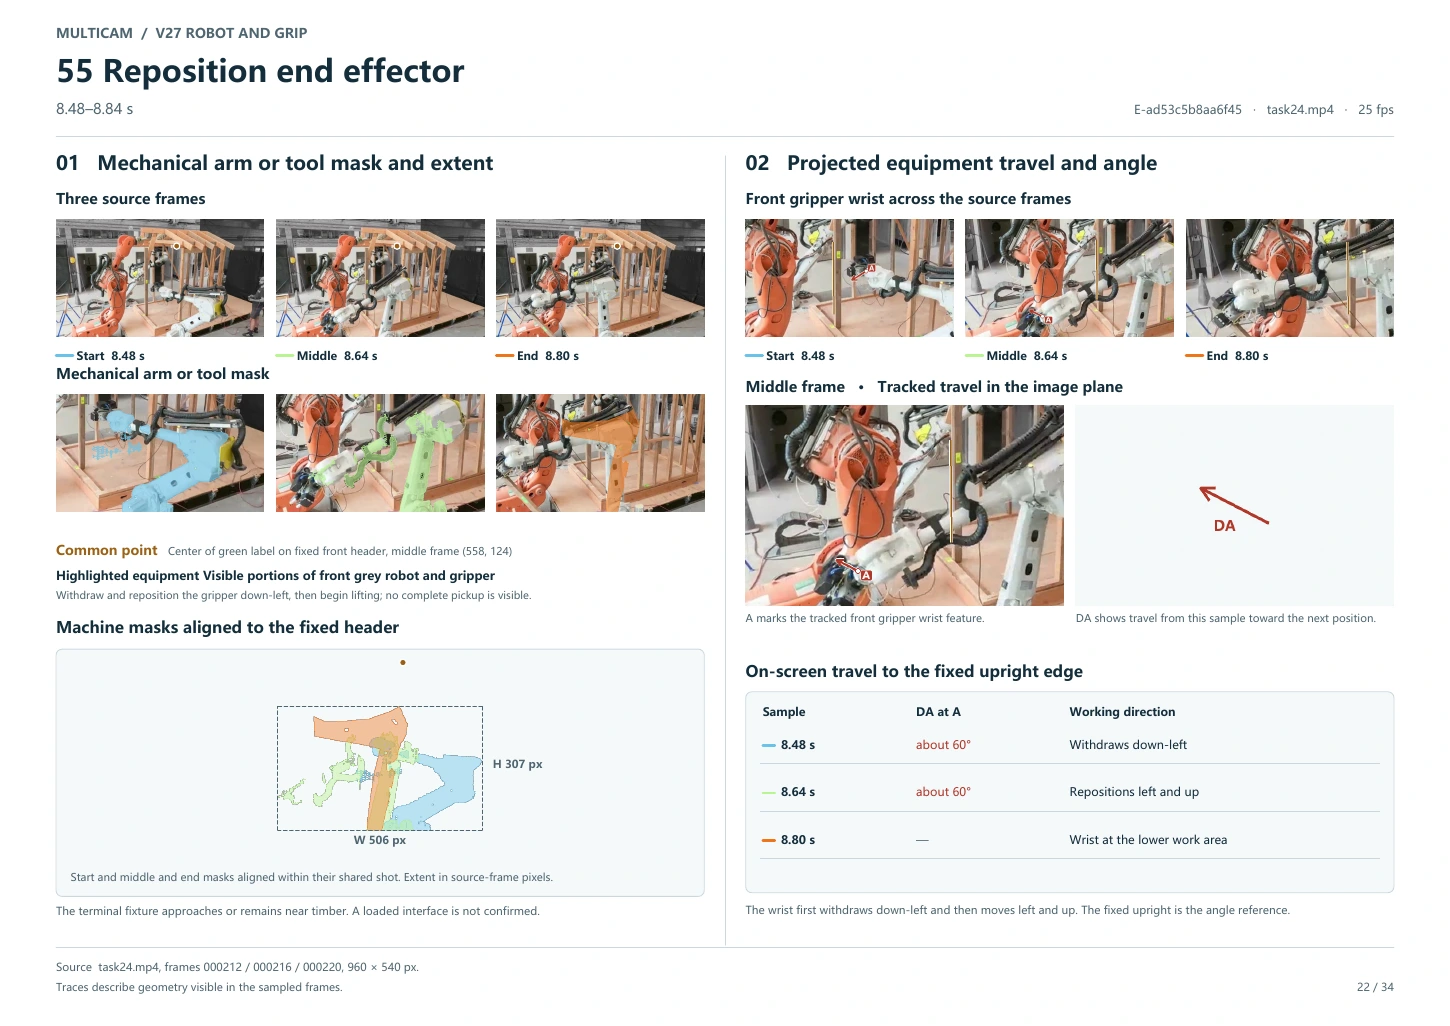 MULTICAM / V27 ROBOT AND GRIP
55 Reposition end effector
8.48–8.84 s
E-ad53c5b8aa6f45 · task24.mp4 · 25 fps
01 Mechanical arm or tool mask and extent
Three source frames
Start 8.48 s
Middle 8.64 s
End 8.80 s
Mechanical arm or tool mask
Common point Center of green label on fixed front header, middle frame (558, 124)
Highlighted equipment Visible portions of front grey robot and gripper
Withdraw and reposition the gripper down-left, then begin lifting; no complete pickup is visible.
Machine masks aligned to the fixed header
H 307 px
W 506 px
Start and middle and end masks aligned within their shared shot. Extent in source-frame pixels.
The terminal fixture approaches or remains near timber. A loaded interface is not confirmed.
02 Projected equipment travel and angle
Front gripper wrist across the source frames
A
A
Start 8.48 s
Middle 8.64 s
End 8.80 s
Middle frame • Tracked travel in the image plane
A
DA
A marks the tracked front gripper wrist feature.
DA shows travel from this sample toward the next position.
On-screen travel to the fixed upright edge
Sample DA at A Working direction
8.48 s about 60° Withdraws down-left
8.64 s about 60° Repositions left and up
8.80 s — Wrist at the lower work area
The wrist first withdraws down-left and then moves left and up. The fixed upright is the angle reference.
Source task24.mp4, frames 000212 / 000216 / 000220, 960 × 540 px.
Traces describe geometry visible in the sampled frames.
22 / 34